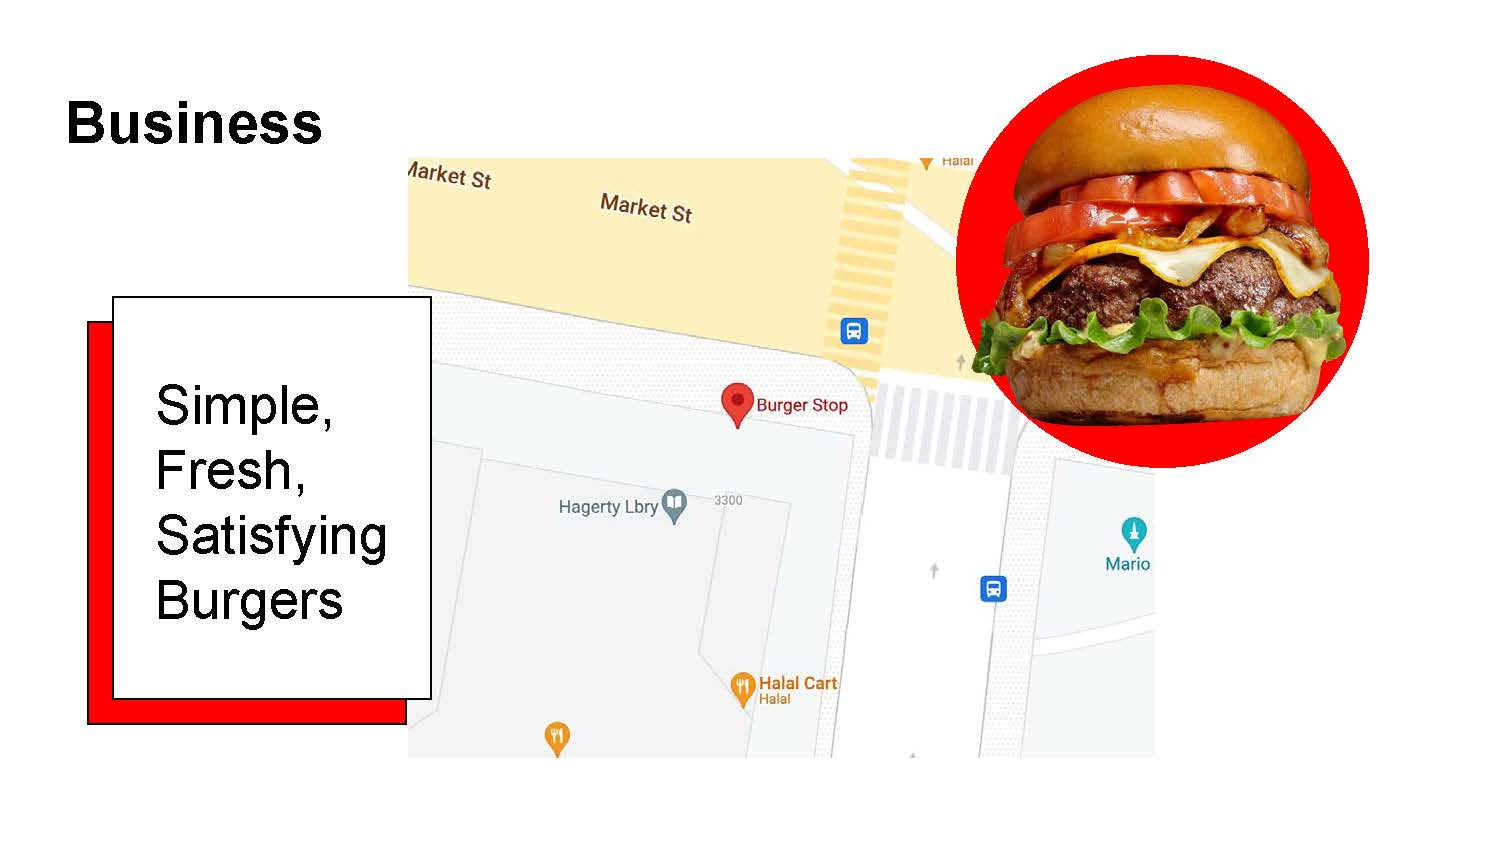 Business
Market St
Market St
Halal
Simple,
Fresh,
Satisfying
Burgers
Burger Stop
Hagerty Lbry
3300
Mario
Halal Cart
Halal